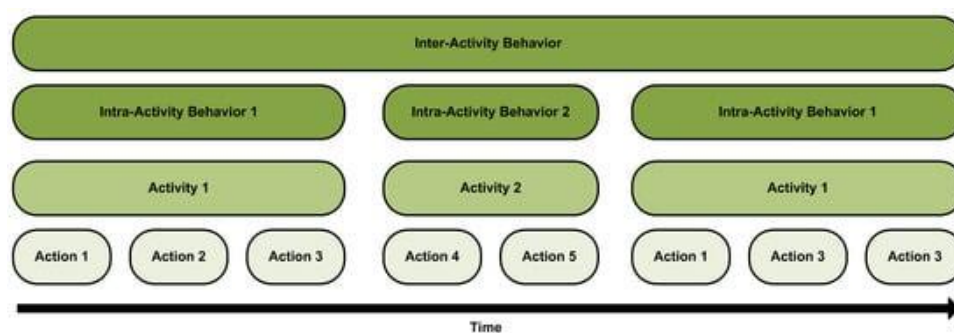 Inter-Activity Behavior
Intra-Activity Behavior 1
Intra-Activity Behavior 2
Intra-Activity Behavior 1
Activity 1
Activity 2
Activity 1
Action 1
Action 2
Action 3
Action 4
Action 5
Action 1
Action 3
Action 3
Time